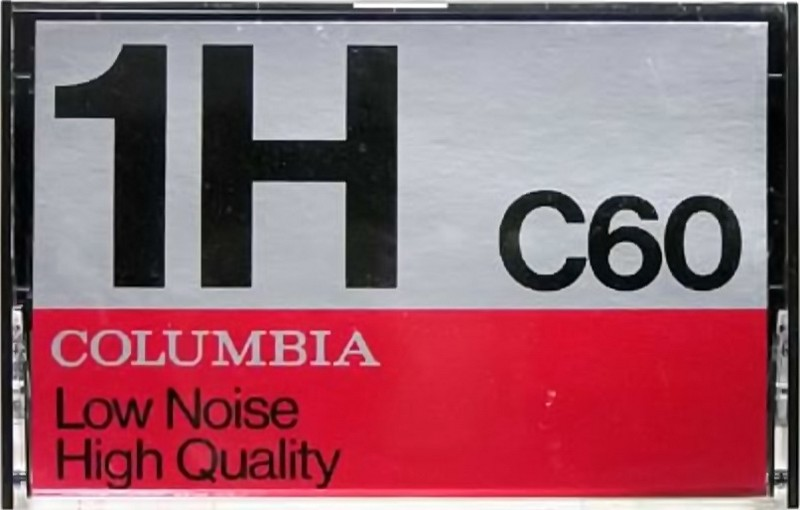 1H C60
COLUMBIA
Low Noise
High Quality